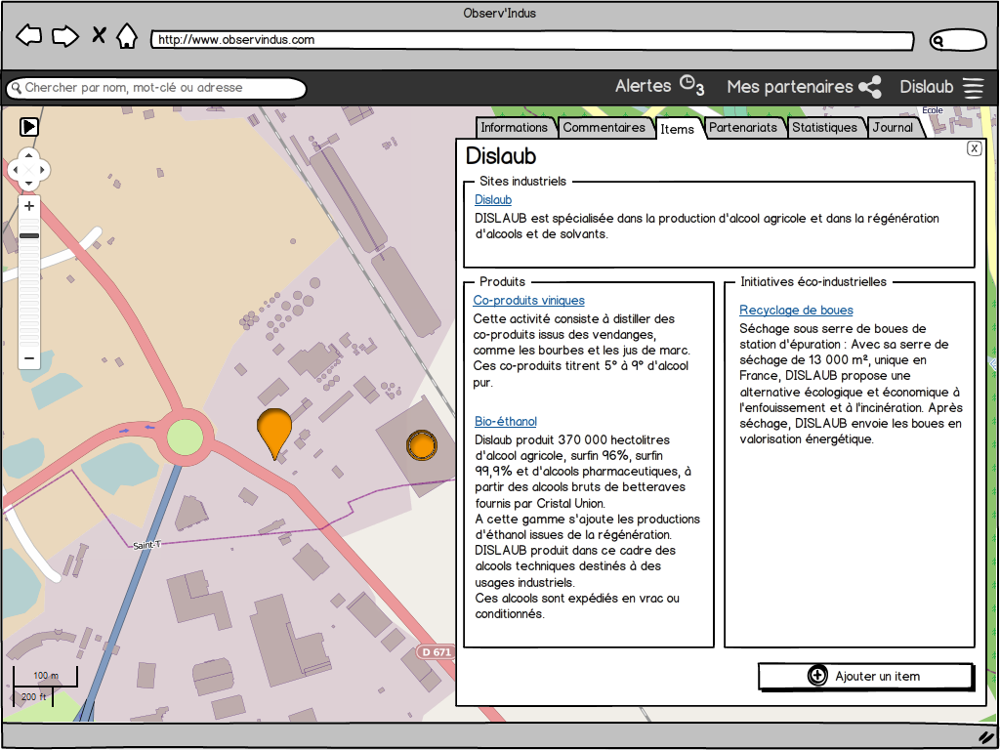 Observ'Indus
http://www.observindus.com
Chercher par nom, mot-clé ou adresse
Alertes 3
Mes partenaires
Dislaub
École
Informations
Commentaires
Items
Partenariats
Statistiques
Journal
Dislaub
X
Sites industriels
Dislaub
DISLAUB est spécialisée dans la production d'alcool agricole et dans la régénération
d'alcools et de solvants.
Produits
Co-produits viniques
Cette activité consiste à distiller des
co-produits issus des vendanges,
comme les bourbes et les jus de marc.
Ces co-produits titrent 5° à 9° d'alcool
pur.
Bio-éthanol
Dislaub produit 370 000 hectolitres
d'alcool agricole, surfin 96%, surfin
99,9% et d'alcools pharmaceutiques, à
partir des alcools bruts de betteraves
fournis par Cristal Union.
A cette gamme s'ajoute les productions
d'éthanol issues de la régénération.
DISLAUB produit dans ce cadre des
alcools techniques destinés à des
usages industriels.
Ces alcools sont expédiés en vrac ou
conditionnés.
Initiatives éco-industrielles
Recyclage de boues
Séchage sous serre de boues de
station d'épuration : Avec sa serre de
séchage de 13 000 m², unique en
France, DISLAUB propose une
alternative écologique et économique à
l'enfouissement et à l'incinération. Après
séchage, DISLAUB envoie les boues en
valorisation énergétique.
Ajouter un item
Saint-T
D 671
100 m
200 ft